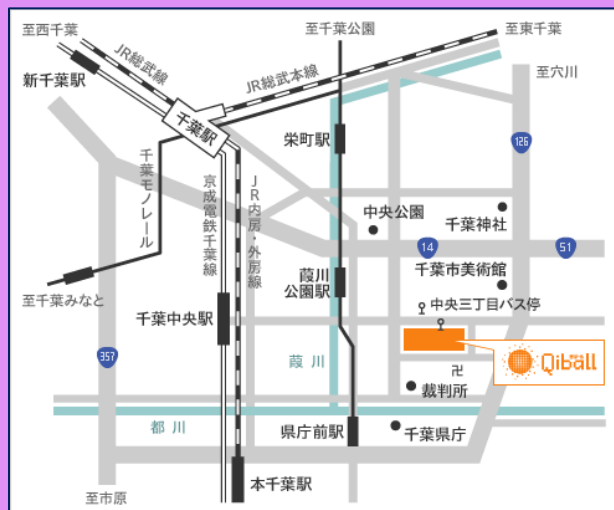 至西千葉
至千葉公園
至東千葉
JR総武線
JR総武本線
至穴川
新千葉駅
千葉駅
栄町駅
126
千葉モノレール
京成電鉄千葉線
JR内房・外房線
中央公園
千葉神社
14
51
千葉市美術館
葭川
公園駅
至千葉みなと
中央三丁目バス停
千葉中央駅
357
葭川
卍
Qiball
裁判所
都川
県庁前駅
千葉県庁
本千葉駅
至市原